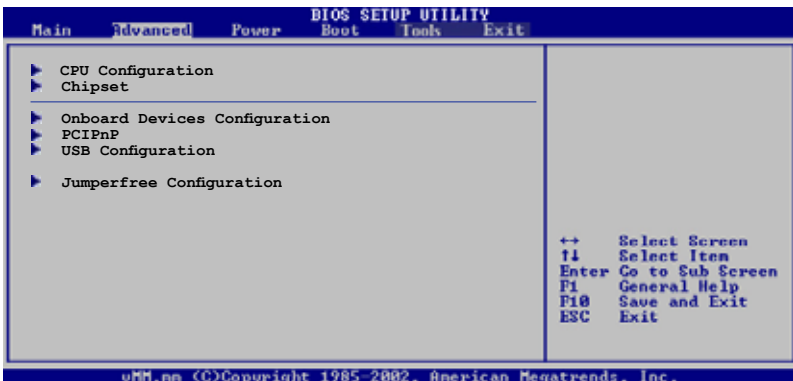 BIOS SETUP UTILITY
Main Advanced Power Boot Tools Exit
CPU Configuration
Chipset
Onboard Devices Configuration
PCIPnP
USB Configuration
Jumperfree Configuration
←→ Select Screen
↑↓ Select Item
Enter Go to Sub Screen
F1 General Help
F10 Save and Exit
ESC Exit
vMM.nn (C)Copyright 1985-2002, American Megatrends, Inc.